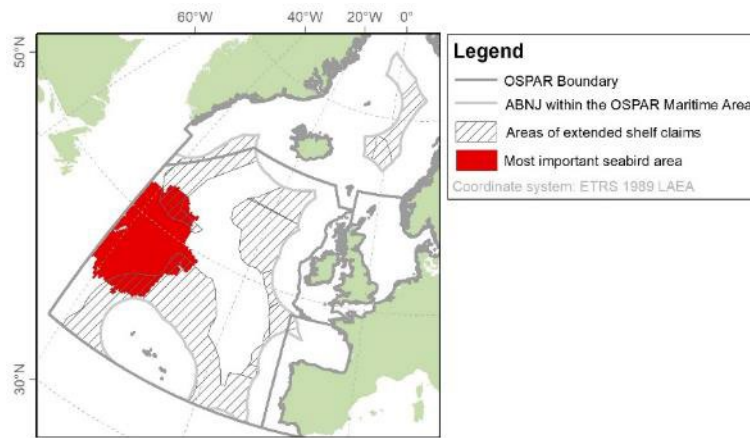 60°W
40°W
20°W
0°
50°N
30°N
Legend
OSPAR Boundary
ABNJ within the OSPAR Maritime Area
Areas of extended shelf claims
Most important seabird area
Coordinate system: ETRS 1989 LAEA